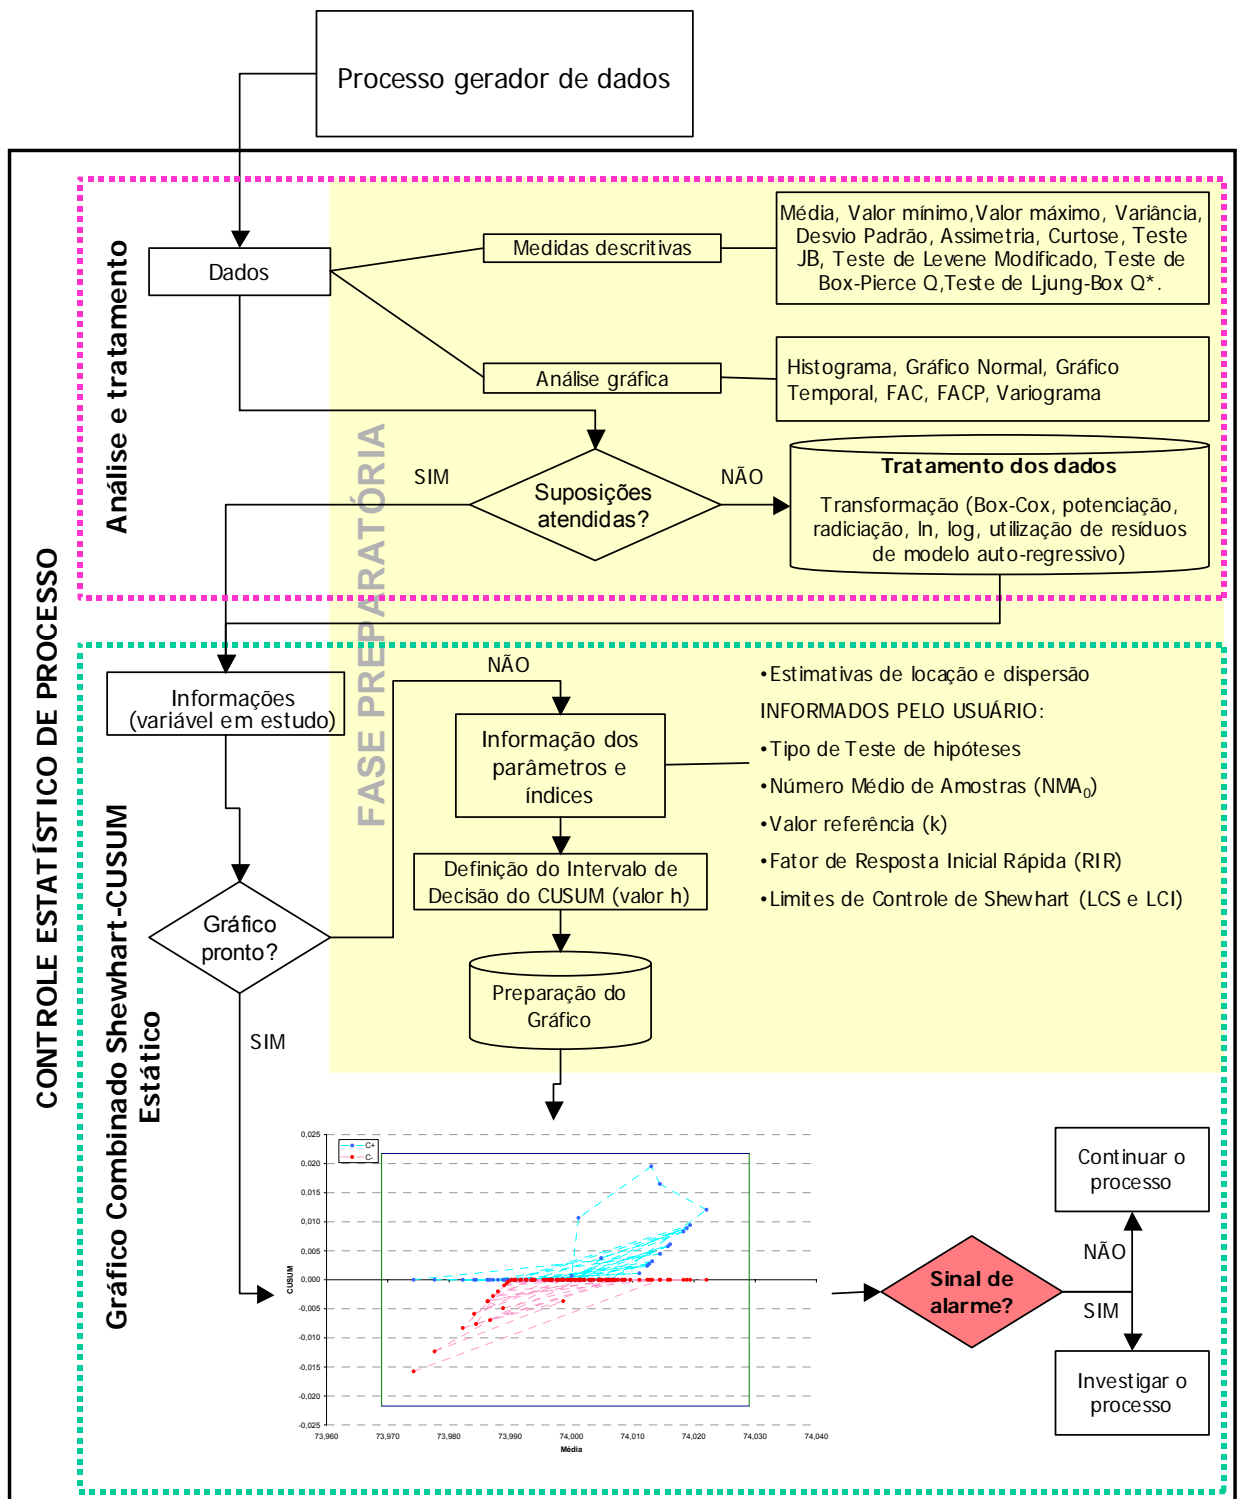 Processo gerador de dados
CONTROLE ESTATÍSTICO DE PROCESSO
Análise e tratamento
FASE PREPARATÓRIA
Dados
Medidas descritivas
Média, Valor mínimo,Valor máximo, Variância,
Desvio Padrão, Assimetria, Curtose, Teste
JB, Teste de Levene Modificado, Teste de
Box-Pierce Q,Teste de Ljung-Box Q*.
Análise gráfica
Histograma, Gráfico Normal, Gráfico
Temporal, FAC, FACP, Variograma
SIM
Suposições
atendidas?
NÃO
Tratamento dos dados
Transformação (Box-Cox, potenciação,
radiciação, ln, log, utilização de resíduos
de modelo auto-regressivo)
Gráfico Combinado Shewhart-CUSUM
Estático
Informações
(variável em estudo)
NÃO
Informação dos
parâmetros e
índices
•Estimativas de locação e dispersão
INFORMADOS PELO USUÁRIO:
•Tipo de Teste de hipóteses
•Número Médio de Amostras (NMA₀)
•Valor referência (k)
•Fator de Resposta Inicial Rápida (RIR)
•Limites de Controle de Shewhart (LCS e LCI)
Definição do Intervalo de
Decisão do CUSUM (valor h)
Gráfico
pronto?
Preparação do
Gráfico
SIM
0,025
0,020
0,015
0,010
0,005
0,000
-0,005
-0,010
-0,015
-0,020
-0,025
CUSUM
C+
C-
73,960 73,970 73,980 73,990 74,000 74,010 74,020 74,030 74,040
Média
Sinal de
alarme?
NÃO
SIM
Continuar o
processo
Investigar o
processo